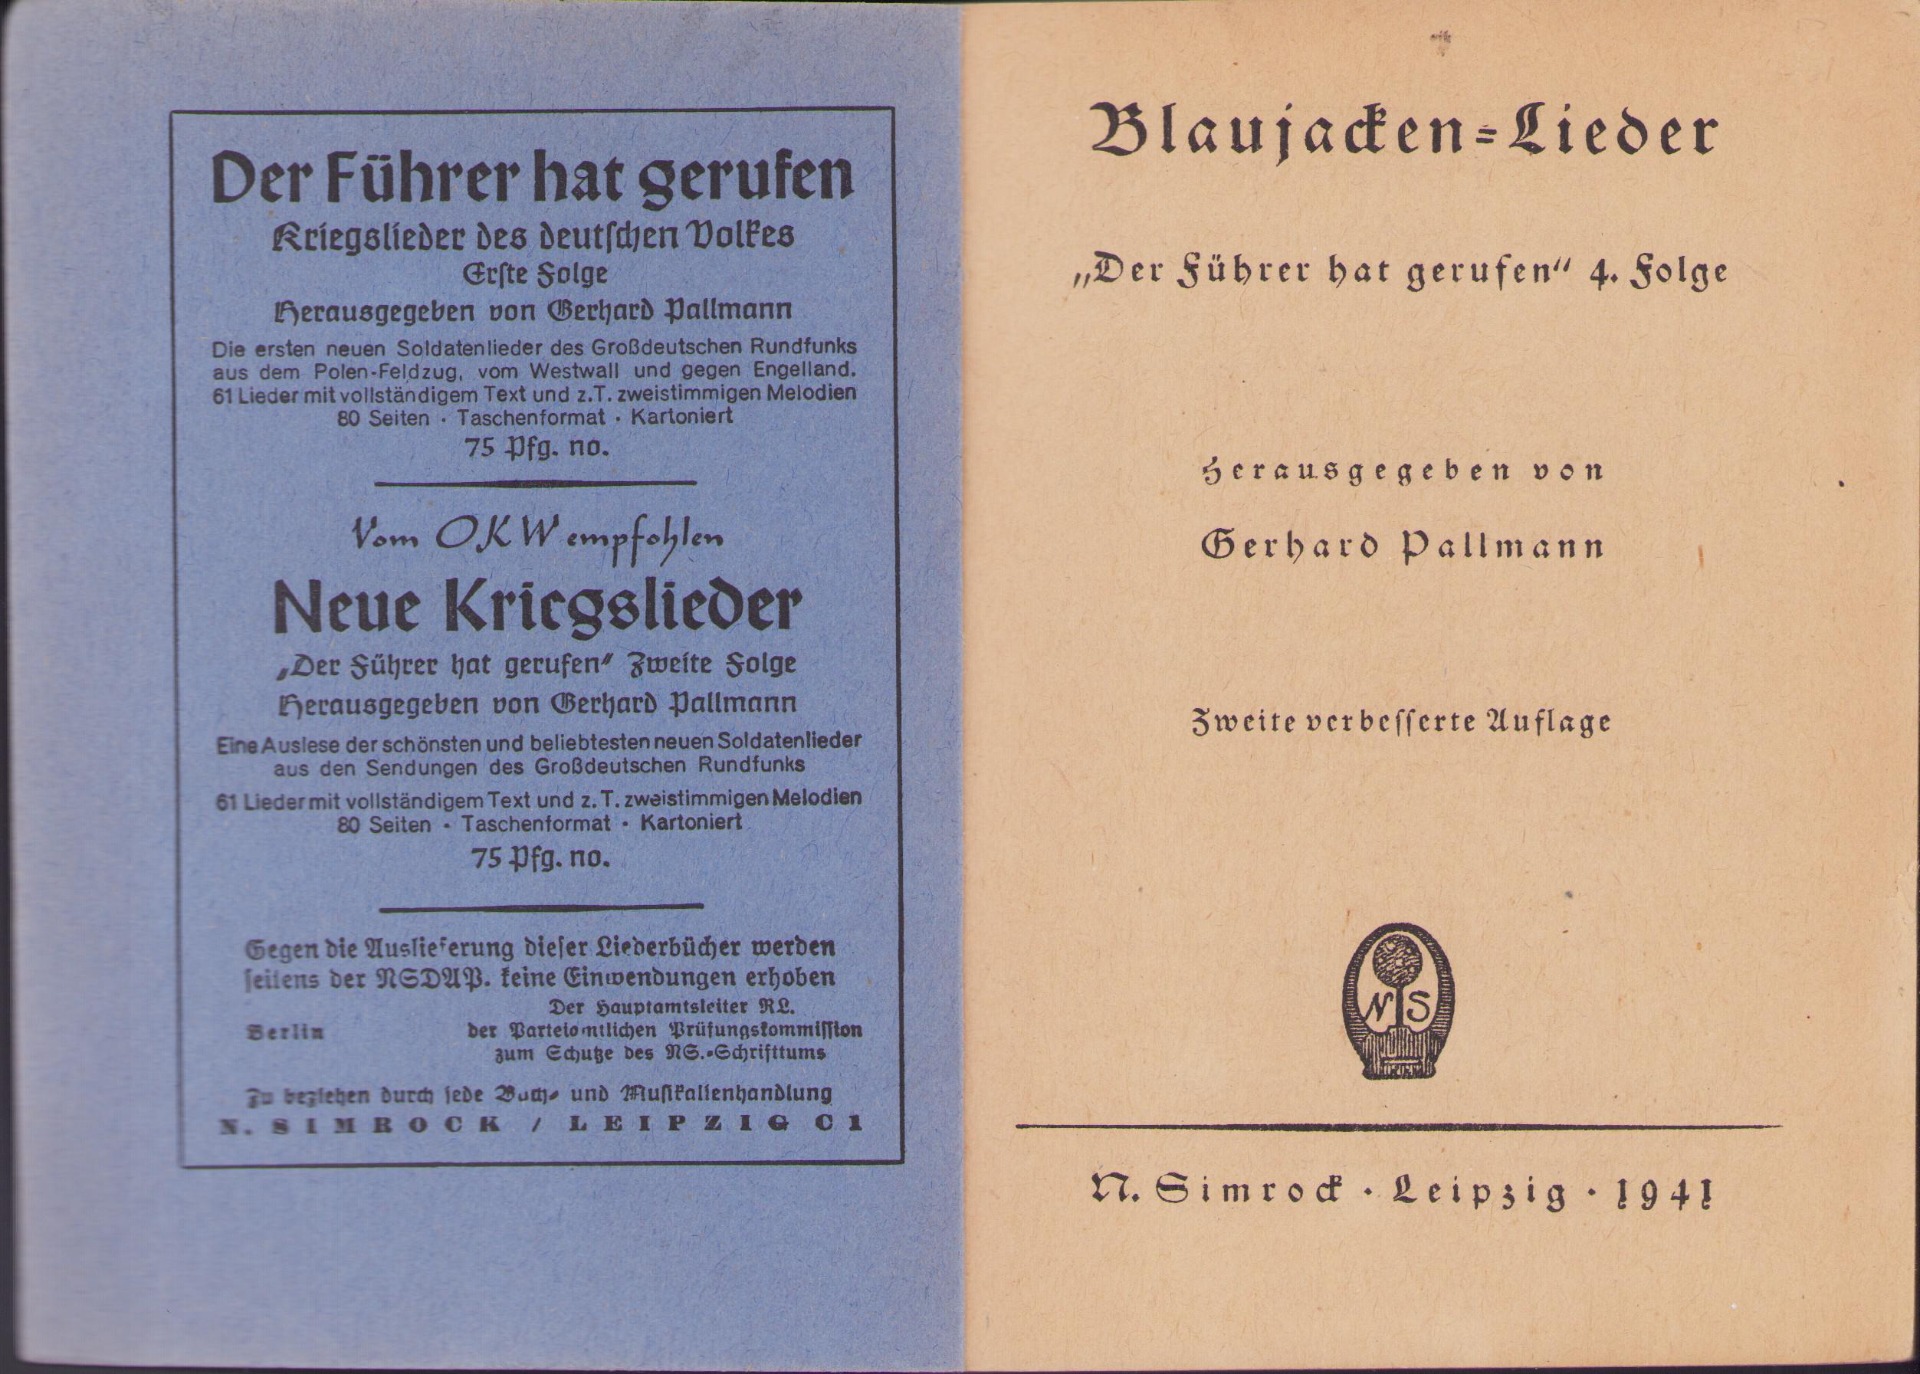 Der Führer hat gerufen
Kriegslieder des deutschen Volkes
Erste Folge
Herausgegeben von Gerhard Pallmann
Die ersten neuen Soldatenlieder des Großdeutschen Rundfunks
aus dem Polen-Feldzug, vom Westwall und gegen Engelland.
61 Lieder mit vollständigem Text und z.T. zweistimmigen Melodien
80 Seiten · Taschenformat · Kartoniert
75 Pfg. no.
Vom OKW empfohlen
Neue Kriegslieder
„Der Führer hat gerufen“ Zweite Folge
Herausgegeben von Gerhard Pallmann
Eine Auslese der schönsten und beliebtesten neuen Soldatenlieder
aus den Sendungen des Großdeutschen Rundfunks
61 Lieder mit vollständigem Text und z. T. zweistimmigen Melodien
80 Seiten · Taschenformat · Kartoniert
75 Pfg. no.
Gegen die Auslieferung dieser Liederbücher werden
seitens der NSDAP. keine Einwendungen erhoben
Der Hauptamtsleiter RL.
Berlin der Parteiamtlichen Prüfungskommission
zum Schutze des NS.-Schrifttums
Zu beziehen durch jede Buch- und Musikalienhandlung
N. SIMROCK / LEIPZIG C1
Blaujacken-Lieder
„Der Führer hat gerufen“ 4. Folge
Herausgegeben von
Gerhard Pallmann
Zweite verbesserte Auflage
N S
N. Simrock · Leipzig · 1941